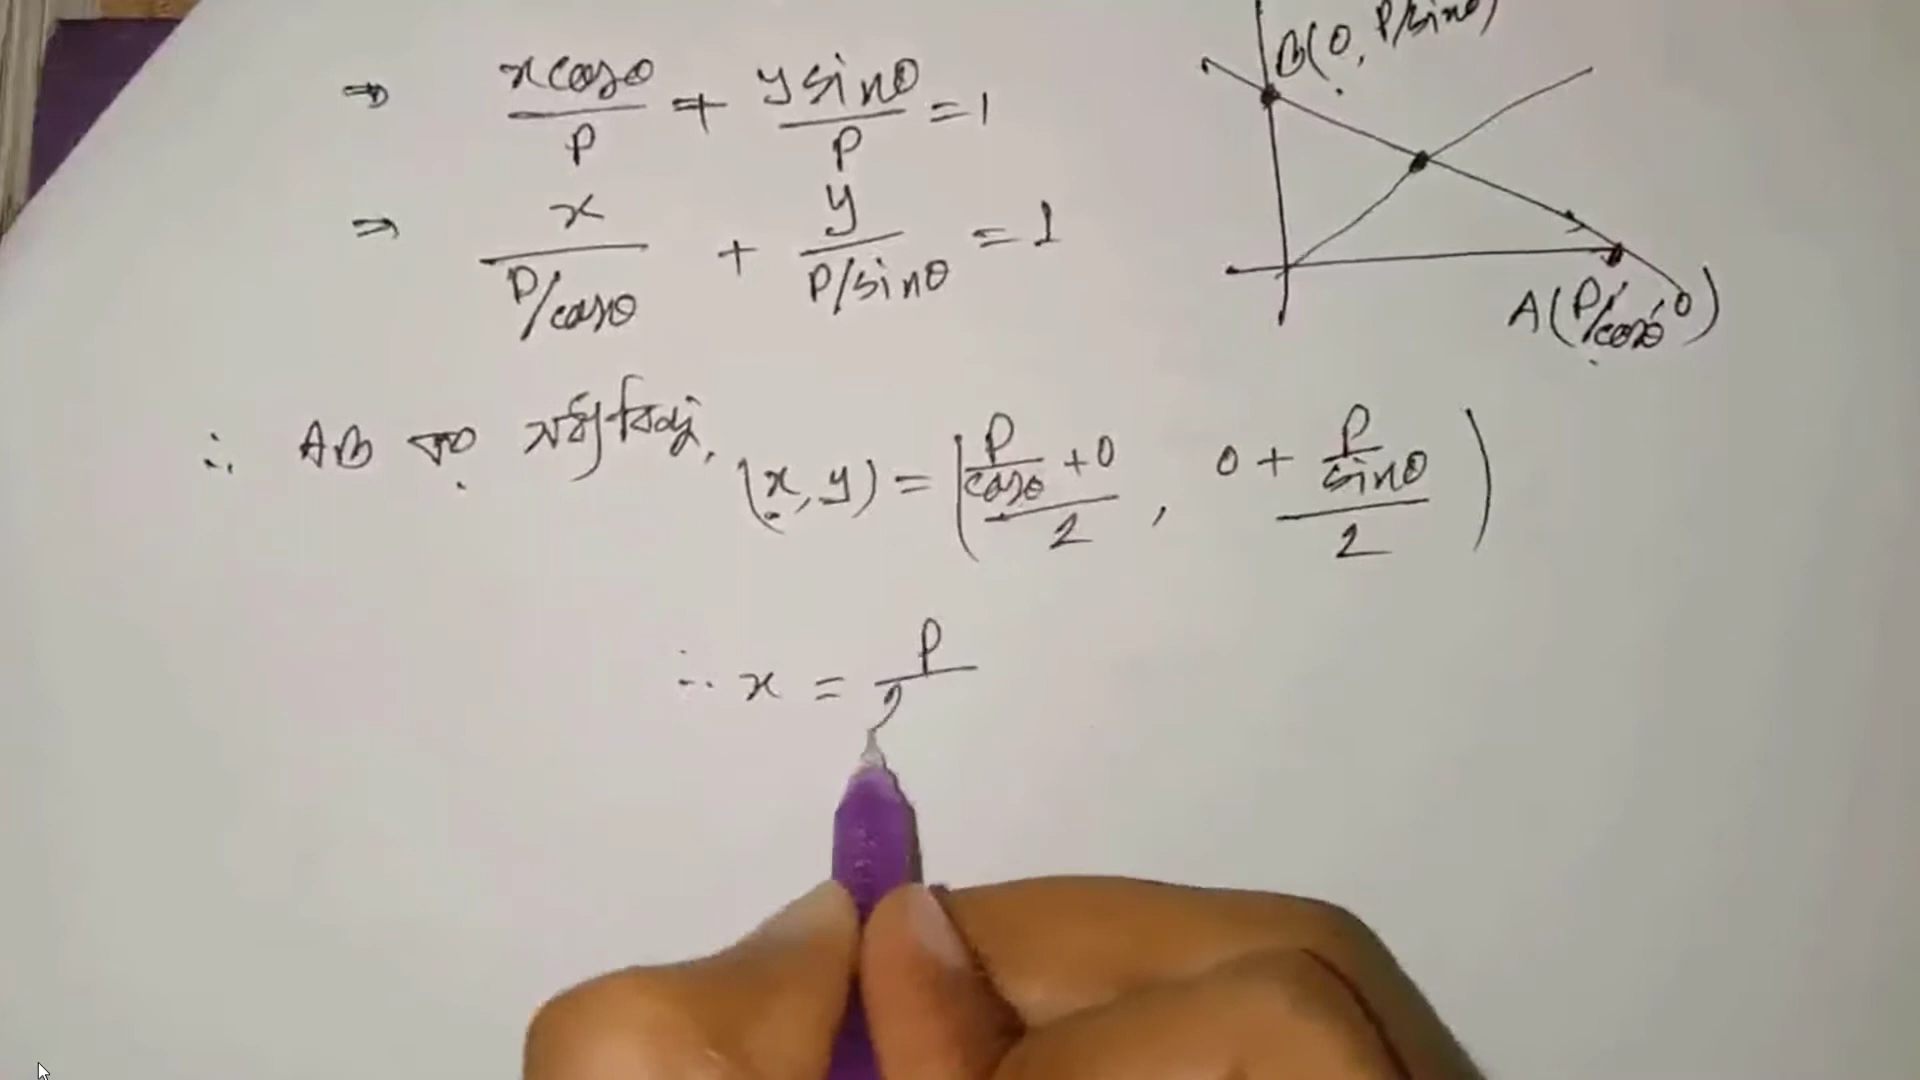 ⇒ xcosθ/P + ysinθ/P = 1
⇒ x/(P/cosθ) + y/(P/sinθ) = 1
B(0, P/sinθ)
A(P/cosθ, 0)
∴ AB এর মধ্যবিন্দু, (x, y) = ((P/cosθ + 0)/2, (0 + P/sinθ)/2)
∴ x = P/2